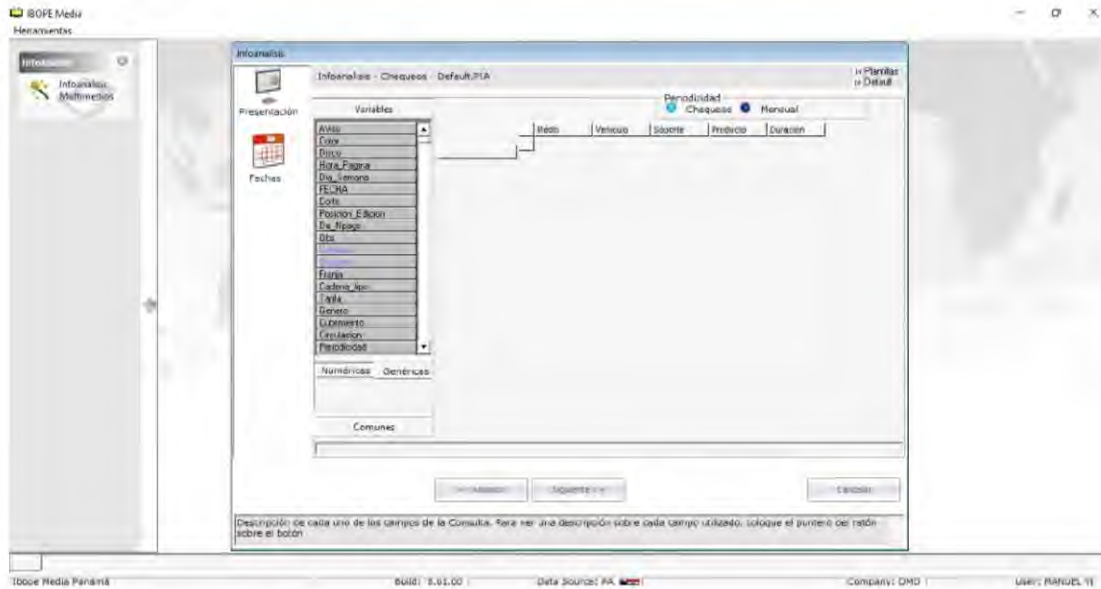 IBOPE Media
Herramientas
Infoanalisis
Infoanalisis
Multimedios
Presentación
Fechas
Infoanalisis - Chequeos - Default.PIA
>> Plantillas
>> Default
Periodicidad
Chequeos
Mensual
Variables
Aviso
Color
Disco
Hora_Pagina
Dia_Semana
FECHA
Corte
Posicion_Edicion
De_Npags
Obs
Franja
Cadena_tipo
Tarifa
Genero
Cubrimiento
Circulacion
Periodicidad
Medio
Vehiculo
Soporte
Producto
Duracion
Numéricas
Genéricas
Comunes
Siguiente >>
Cancelar
Descripción de cada uno de los campos de la Consulta. Para ver una descripción sobre cada campo utilizado, coloque el puntero del ratón
sobre el botón
Ibope Media Panamá
Build: 5.61.00
Data Source: PA
Company: OMD
User: MANUEL